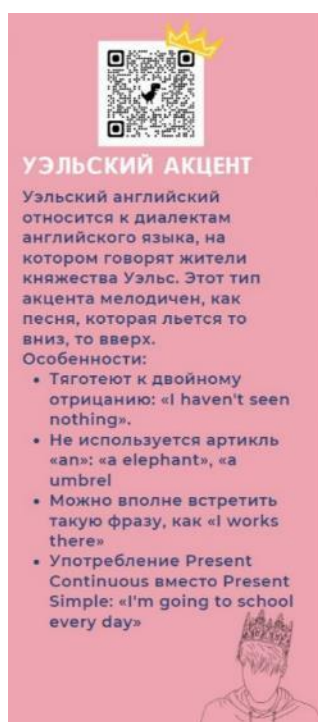 УЭЛЬСКИЙ АКЦЕНТ
Уэльский английский
относится к диалектам
английского языка, на
котором говорят жители
княжества Уэльс. Этот тип
акцента мелодичен, как
песня, которая льется то
вниз, то вверх.
Особенности:
• Тяготеют к двойному
отрицанию: «I haven't seen
nothing».
• Не используется артикль
«an»: «a elephant», «a
umbrel
• Можно вполне встретить
такую фразу, как «I works
there»
• Употребление Present
Continuous вместо Present
Simple: «I'm going to school
every day»